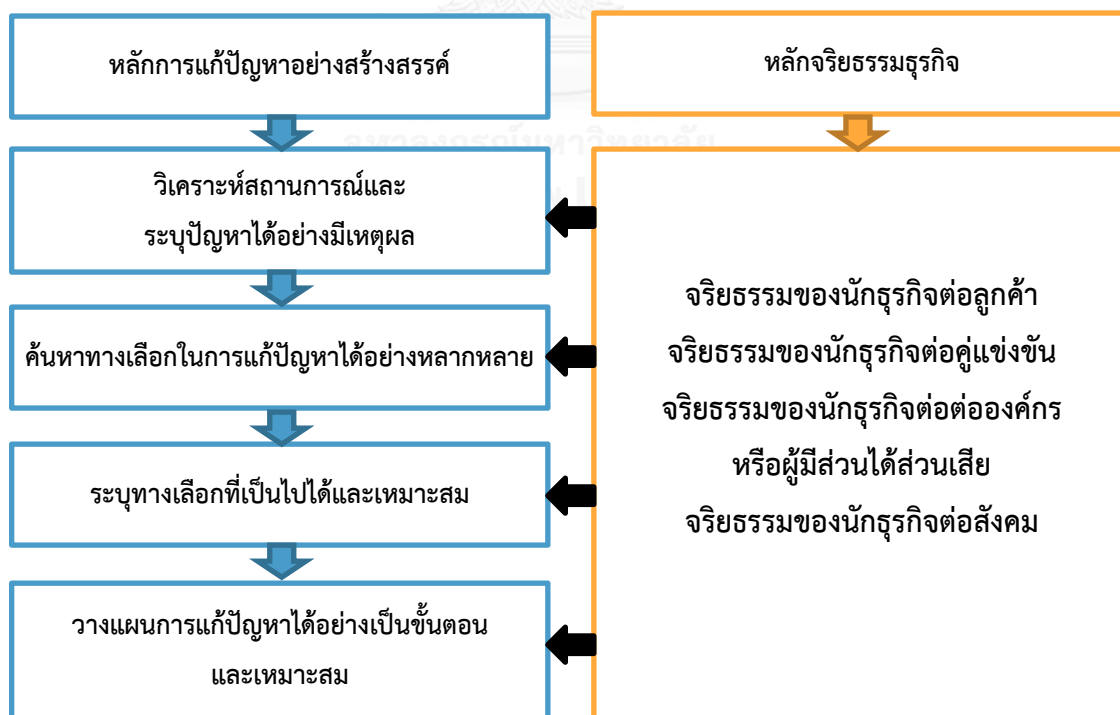 หลักการแก้ปัญหาอย่างสร้างสรรค์
วิเคราะห์สถานการณ์และ
ระบุปัญหาได้อย่างมีเหตุผล
ค้นหาทางเลือกในการแก้ปัญหาได้อย่างหลากหลาย
ระบุทางเลือกที่เป็นไปได้และเหมาะสม
วางแผนการแก้ปัญหาได้อย่างเป็นขั้นตอน
และเหมาะสม
หลักจริยธรรมธุรกิจ
จริยธรรมของนักธุรกิจต่อลูกค้า
จริยธรรมของนักธุรกิจต่อคู่แข่งขัน
จริยธรรมของนักธุรกิจต่อต่อองค์กร
หรือผู้มีส่วนได้ส่วนเสีย
จริยธรรมของนักธุรกิจต่อสังคม